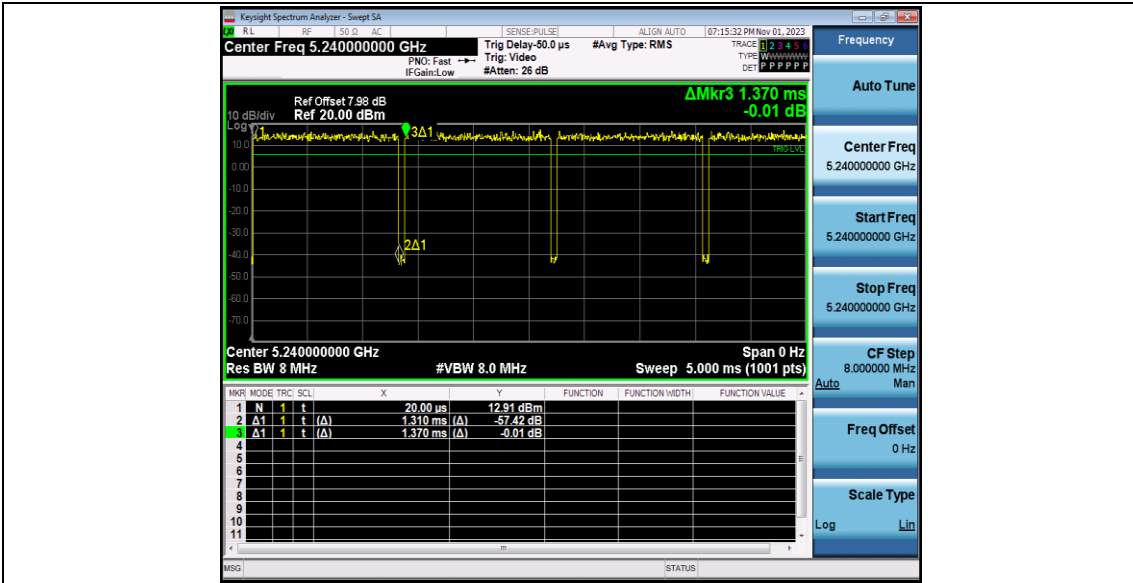 Keysight Spectrum Analyzer - Swept SA
RL RF 50 Ω AC SENSE:PULSE ALIGN AUTO 07:15:32 PM Nov 01, 2023
Center Freq 5.240000000 GHz
PNO: Fast
IFGain:Low
Trig Delay-50.0 µs
Trig: Video
#Atten: 26 dB
#Avg Type: RMS
TRACE 1 2 3 4 5 6
TYPE W
DET P P P P P P
ΔMkr3 1.370 ms
-0.01 dB
Ref Offset 7.98 dB
10 dB/div Ref 20.00 dBm
Log
1
3Δ1
TRIG LVL
10.0
0.00
-10.0
-20.0
-30.0
2Δ1
-40.0
-50.0
-60.0
-70.0
Center 5.240000000 GHz Span 0 Hz
Res BW 8 MHz #VBW 8.0 MHz Sweep 5.000 ms (1001 pts)
MKR MODE TRC SCL X Y FUNCTION FUNCTION WIDTH FUNCTION VALUE
1 N 1 t 20.00 µs 12.91 dBm
2 Δ1 1 t (Δ) 1.310 ms (Δ) -57.42 dB
3 Δ1 1 t (Δ) 1.370 ms (Δ) -0.01 dB
4
5
6
7
8
9
10
11
MSG STATUS
Frequency
Auto Tune
Center Freq
5.240000000 GHz
Start Freq
5.240000000 GHz
Stop Freq
5.240000000 GHz
CF Step
8.000000 MHz
Auto Man
Freq Offset
0 Hz
Scale Type
Log Lin